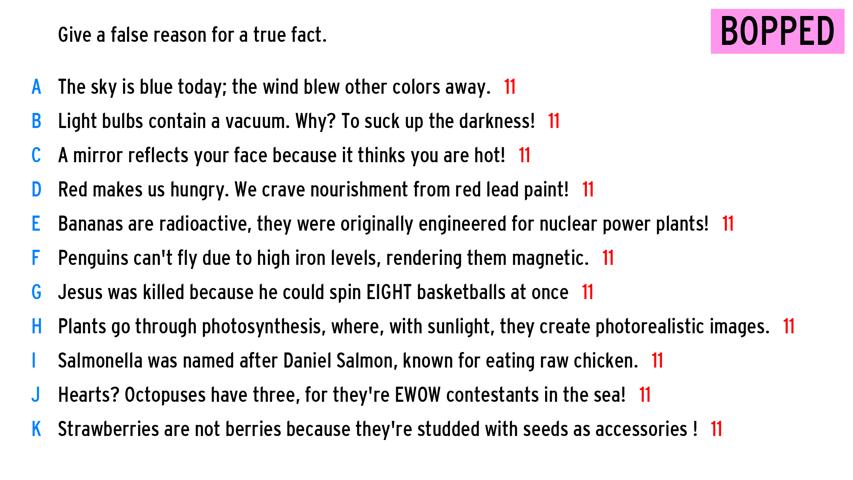 Give a false reason for a true fact.
BOPPED
A The sky is blue today; the wind blew other colors away. 11
B Light bulbs contain a vacuum. Why? To suck up the darkness! 11
C A mirror reflects your face because it thinks you are hot! 11
D Red makes us hungry. We crave nourishment from red lead paint! 11
E Bananas are radioactive, they were originally engineered for nuclear power plants! 11
F Penguins can't fly due to high iron levels, rendering them magnetic. 11
G Jesus was killed because he could spin EIGHT basketballs at once 11
H Plants go through photosynthesis, where, with sunlight, they create photorealistic images. 11
I Salmonella was named after Daniel Salmon, known for eating raw chicken. 11
J Hearts? Octopuses have three, for they're EWOW contestants in the sea! 11
K Strawberries are not berries because they're studded with seeds as accessories ! 11